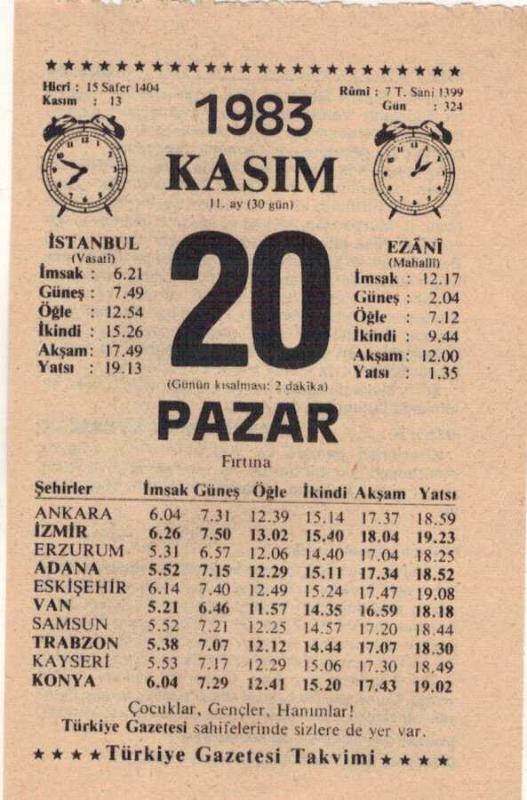 ★ ★ ★ ★ ★ ★ ★ ★ ★ ★ ★ ★ ★ ★ ★ ★ ★ ★ ★ ★ ★ ★ ★ ★ ★ ★ ★ ★
Hicrî : 15 Safer 1404
Kasım : 13
1983
Rûmî : 7 T. Sani 1399
Gün : 324
KASIM
11. ay (30 gün)
İSTANBUL
(Vasatî)
İmsak : 6.21
Güneş : 7.49
Öğle : 12.54
İkindi : 15.26
Akşam : 17.49
Yatsı : 19.13
20
(Günün kısalması: 2 dakîka)
EZÂNÎ
(Mahallî)
İmsak : 12.17
Güneş : 2.04
Öğle : 7.12
İkindi : 9.44
Akşam : 12.00
Yatsı : 1.35
PAZAR
Fırtına
Şehirler İmsak Güneş Öğle İkindi Akşam Yatsı
ANKARA 6.04 7.31 12.39 15.14 17.37 18.59
İZMİR 6.26 7.50 13.02 15.40 18.04 19.23
ERZURUM 5.31 6.57 12.06 14.40 17.04 18.25
ADANA 5.52 7.15 12.29 15.11 17.34 18.52
ESKİŞEHİR 6.14 7.40 12.49 15.24 17.47 19.08
VAN 5.21 6.46 11.57 14.35 16.59 18.18
SAMSUN 5.52 7.21 12.25 14.57 17.20 18.44
TRABZON 5.38 7.07 12.12 14.44 17.07 18.30
KAYSERİ 5.53 7.17 12.29 15.06 17.30 18.49
KONYA 6.04 7.29 12.41 15.20 17.43 19.02
Çocuklar, Gençler, Hanımlar!
Türkiye Gazetesi sahifelerinde sizlere de yer var.
★ ★ ★ ★ Türkiye Gazetesi Takvimi ★ ★ ★ ★